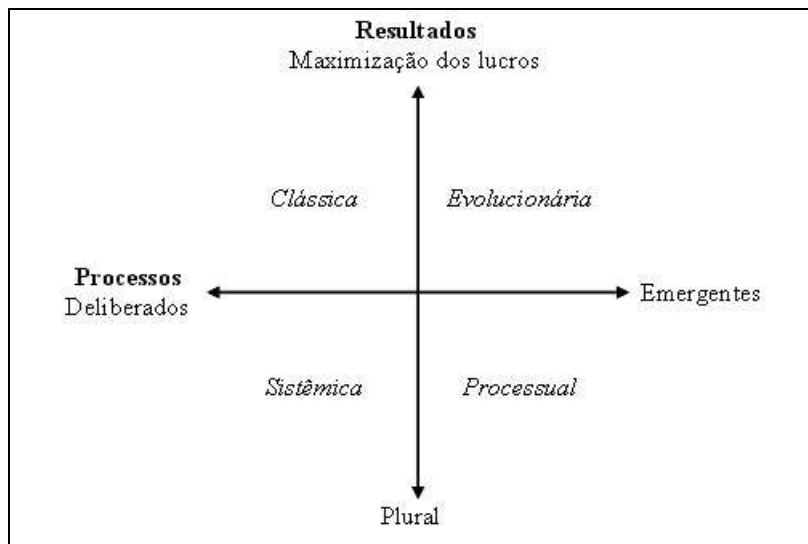 Resultados
Maximização dos lucros
Clássica
Evolucionária
Processos
Deliberados
Emergentes
Sistêmica
Processual
Plural